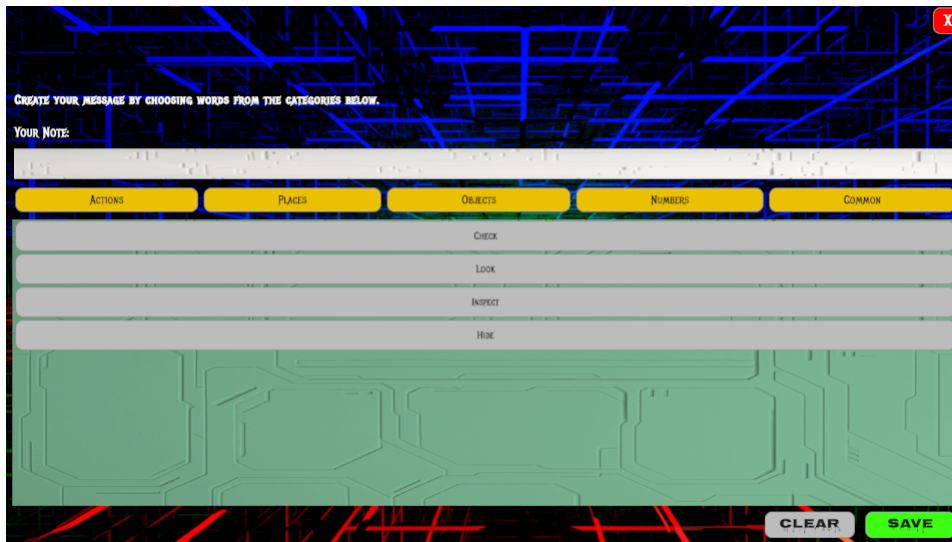 X
Create your message by choosing words from the categories below.
Your Note:
Actions Places Objects Numbers Common
Check
Look
Inspect
Hide
CLEAR SAVE